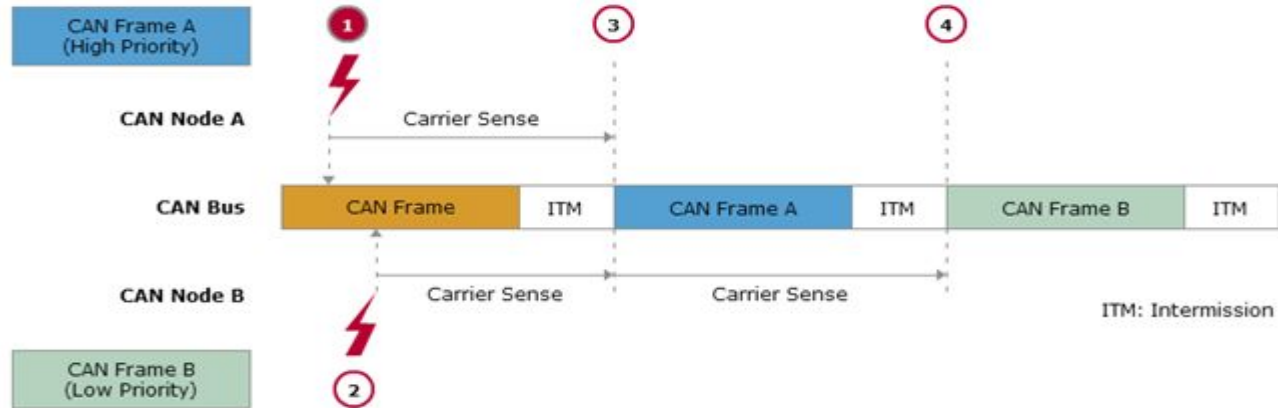 CAN Frame A
(High Priority)
1
3
4
CAN Node A
Carrier Sense
CAN Bus
CAN Frame
ITM
CAN Frame A
ITM
CAN Frame B
ITM
CAN Node B
Carrier Sense
Carrier Sense
ITM: Intermission
CAN Frame B
(Low Priority)
2